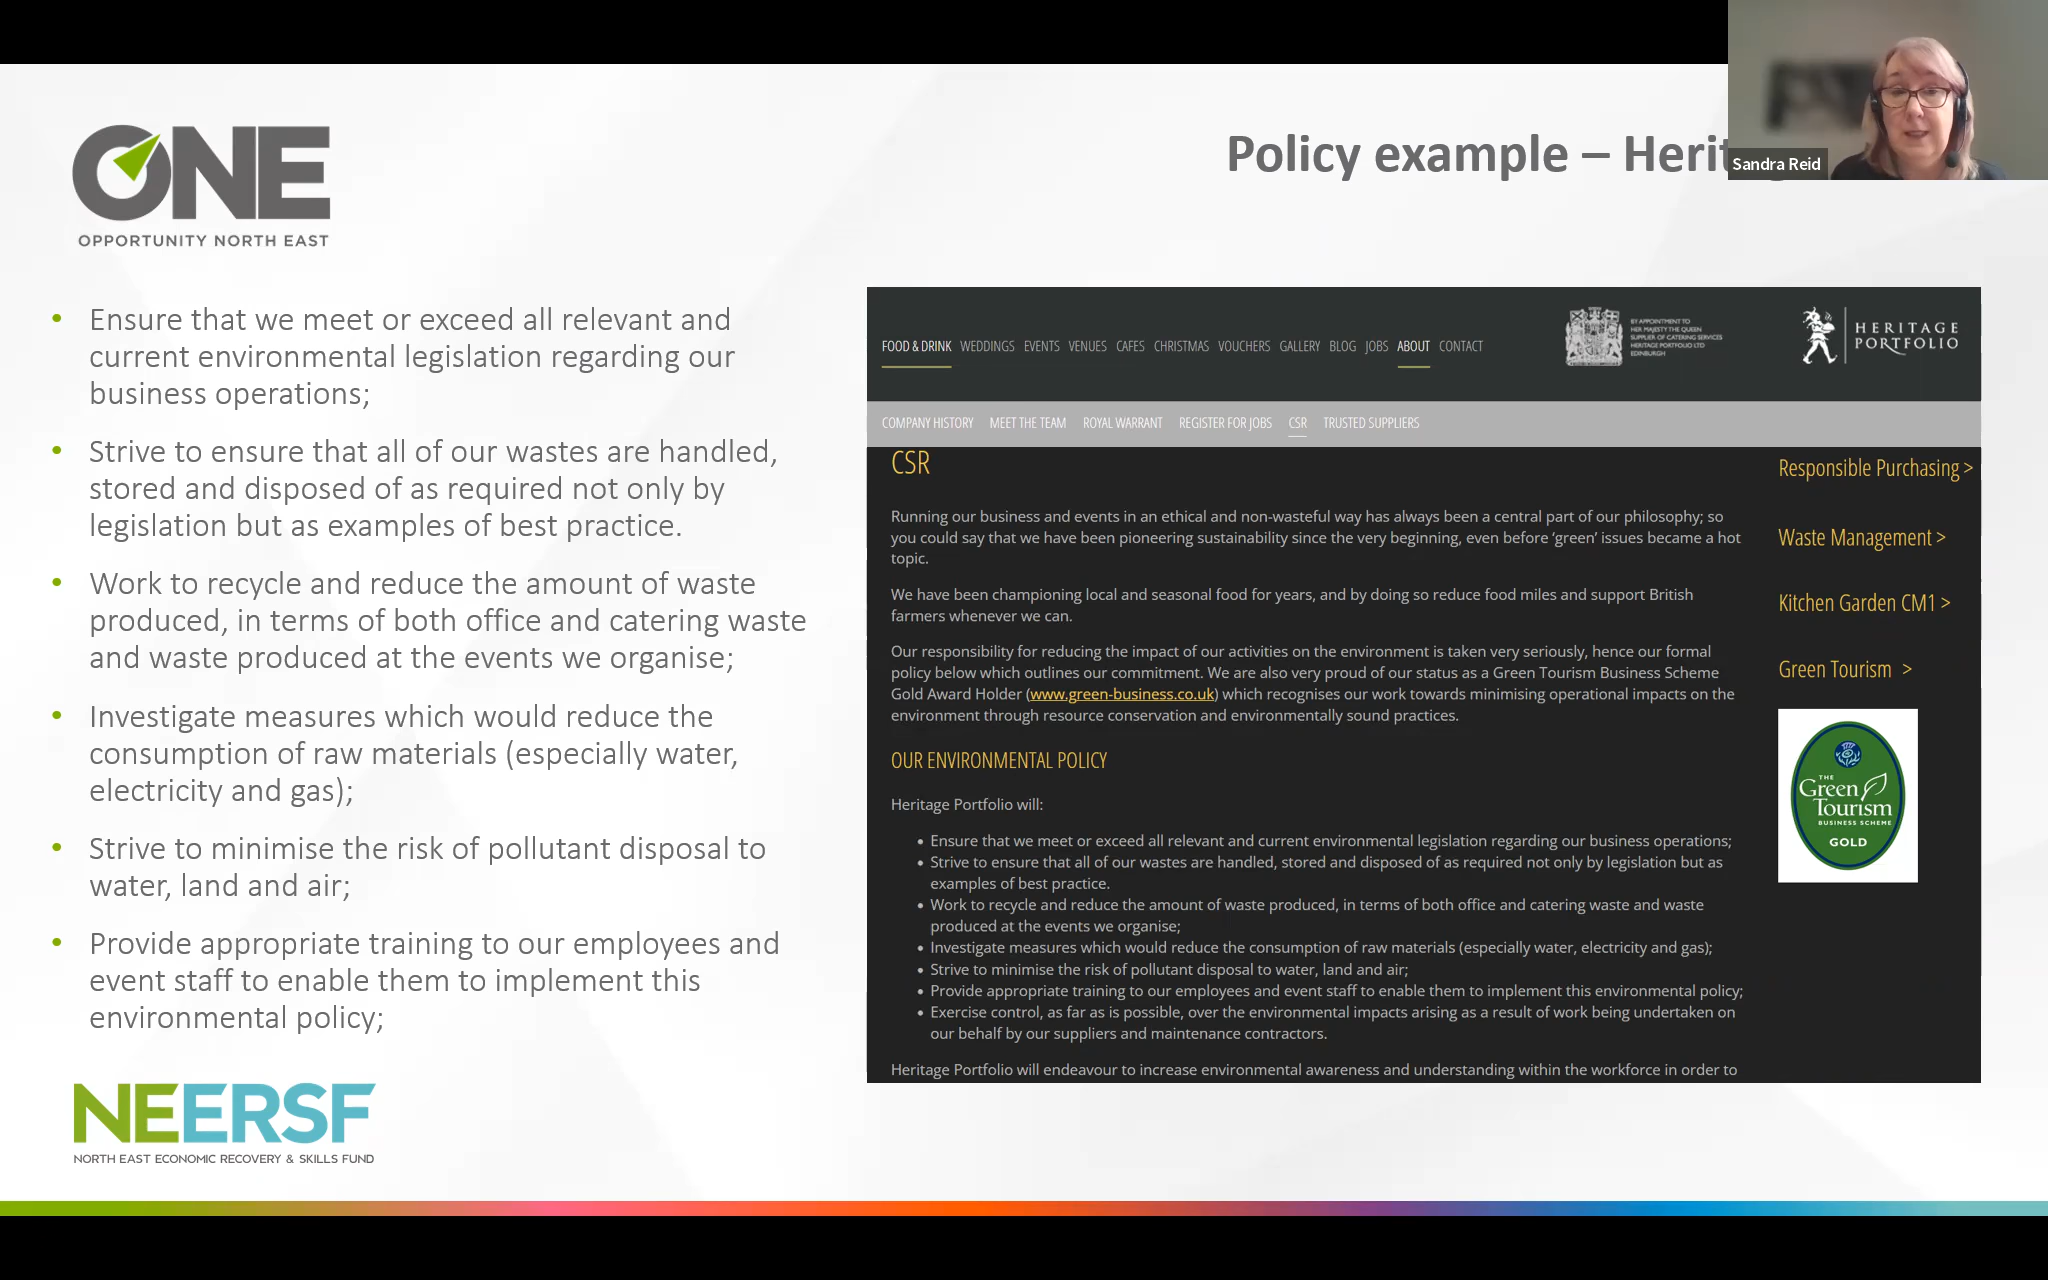 ONE
OPPORTUNITY NORTH EAST
Policy example – Herit
Sandra Reid
• Ensure that we meet or exceed all relevant and
current environmental legislation regarding our
business operations;
• Strive to ensure that all of our wastes are handled,
stored and disposed of as required not only by
legislation but as examples of best practice.
• Work to recycle and reduce the amount of waste
produced, in terms of both office and catering waste
and waste produced at the events we organise;
• Investigate measures which would reduce the
consumption of raw materials (especially water,
electricity and gas);
• Strive to minimise the risk of pollutant disposal to
water, land and air;
• Provide appropriate training to our employees and
event staff to enable them to implement this
environmental policy;
NEERSF
NORTH EAST ECONOMIC RECOVERY & SKILLS FUND
FOOD & DRINK WEDDINGS EVENTS VENUES CAFES CHRISTMAS VOUCHERS GALLERY BLOG JOBS ABOUT CONTACT
BY APPOINTMENT TO
HER MAJESTY THE QUEEN
SUPPLIER OF CATERING SERVICES
HERITAGE PORTFOLIO LTD
EDINBURGH
HERITAGE
PORTFOLIO
COMPANY HISTORY MEET THE TEAM ROYAL WARRANT REGISTER FOR JOBS CSR TRUSTED SUPPLIERS
CSR
Running our business and events in an ethical and non-wasteful way has always been a central part of our philosophy; so
you could say that we have been pioneering sustainability since the very beginning, even before ‘green’ issues became a hot
topic.
We have been championing local and seasonal food for years, and by doing so reduce food miles and support British
farmers whenever we can.
Our responsibility for reducing the impact of our activities on the environment is taken very seriously, hence our formal
policy below which outlines our commitment. We are also very proud of our status as a Green Tourism Business Scheme
Gold Award Holder (www.green-business.co.uk) which recognises our work towards minimising operational impacts on the
environment through resource conservation and environmentally sound practices.
OUR ENVIRONMENTAL POLICY
Heritage Portfolio will:
• Ensure that we meet or exceed all relevant and current environmental legislation regarding our business operations;
• Strive to ensure that all of our wastes are handled, stored and disposed of as required not only by legislation but as
examples of best practice.
• Work to recycle and reduce the amount of waste produced, in terms of both office and catering waste and waste
produced at the events we organise;
• Investigate measures which would reduce the consumption of raw materials (especially water, electricity and gas);
• Strive to minimise the risk of pollutant disposal to water, land and air;
• Provide appropriate training to our employees and event staff to enable them to implement this environmental policy;
• Exercise control, as far as is possible, over the environmental impacts arising as a result of work being undertaken on
our behalf by our suppliers and maintenance contractors.
Heritage Portfolio will endeavour to increase environmental awareness and understanding within the workforce in order to
Responsible Purchasing >
Waste Management >
Kitchen Garden CM1 >
Green Tourism >
THE
Green
Tourism
BUSINESS SCHEME
GOLD